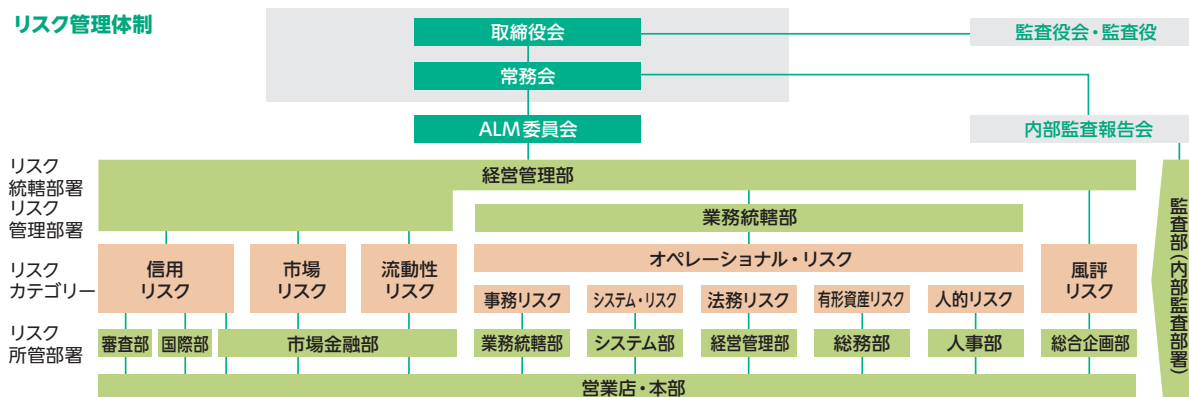 リスク管理体制
取締役会
監査役会・監査役
常務会
ALM委員会
内部監査報告会
リスク
統轄部署
経営管理部
リスク
管理部署
業務統轄部
リスク
カテゴリー
信用
リスク
市場
リスク
流動性
リスク
オペレーショナル・リスク
事務リスク
システム・リスク
法務リスク
有形資産リスク
人的リスク
風評
リスク
リスク
所管部署
審査部
国際部
市場金融部
業務統轄部
システム部
経営管理部
総務部
人事部
総合企画部
営業店・本部
監査部(内部監査部署)